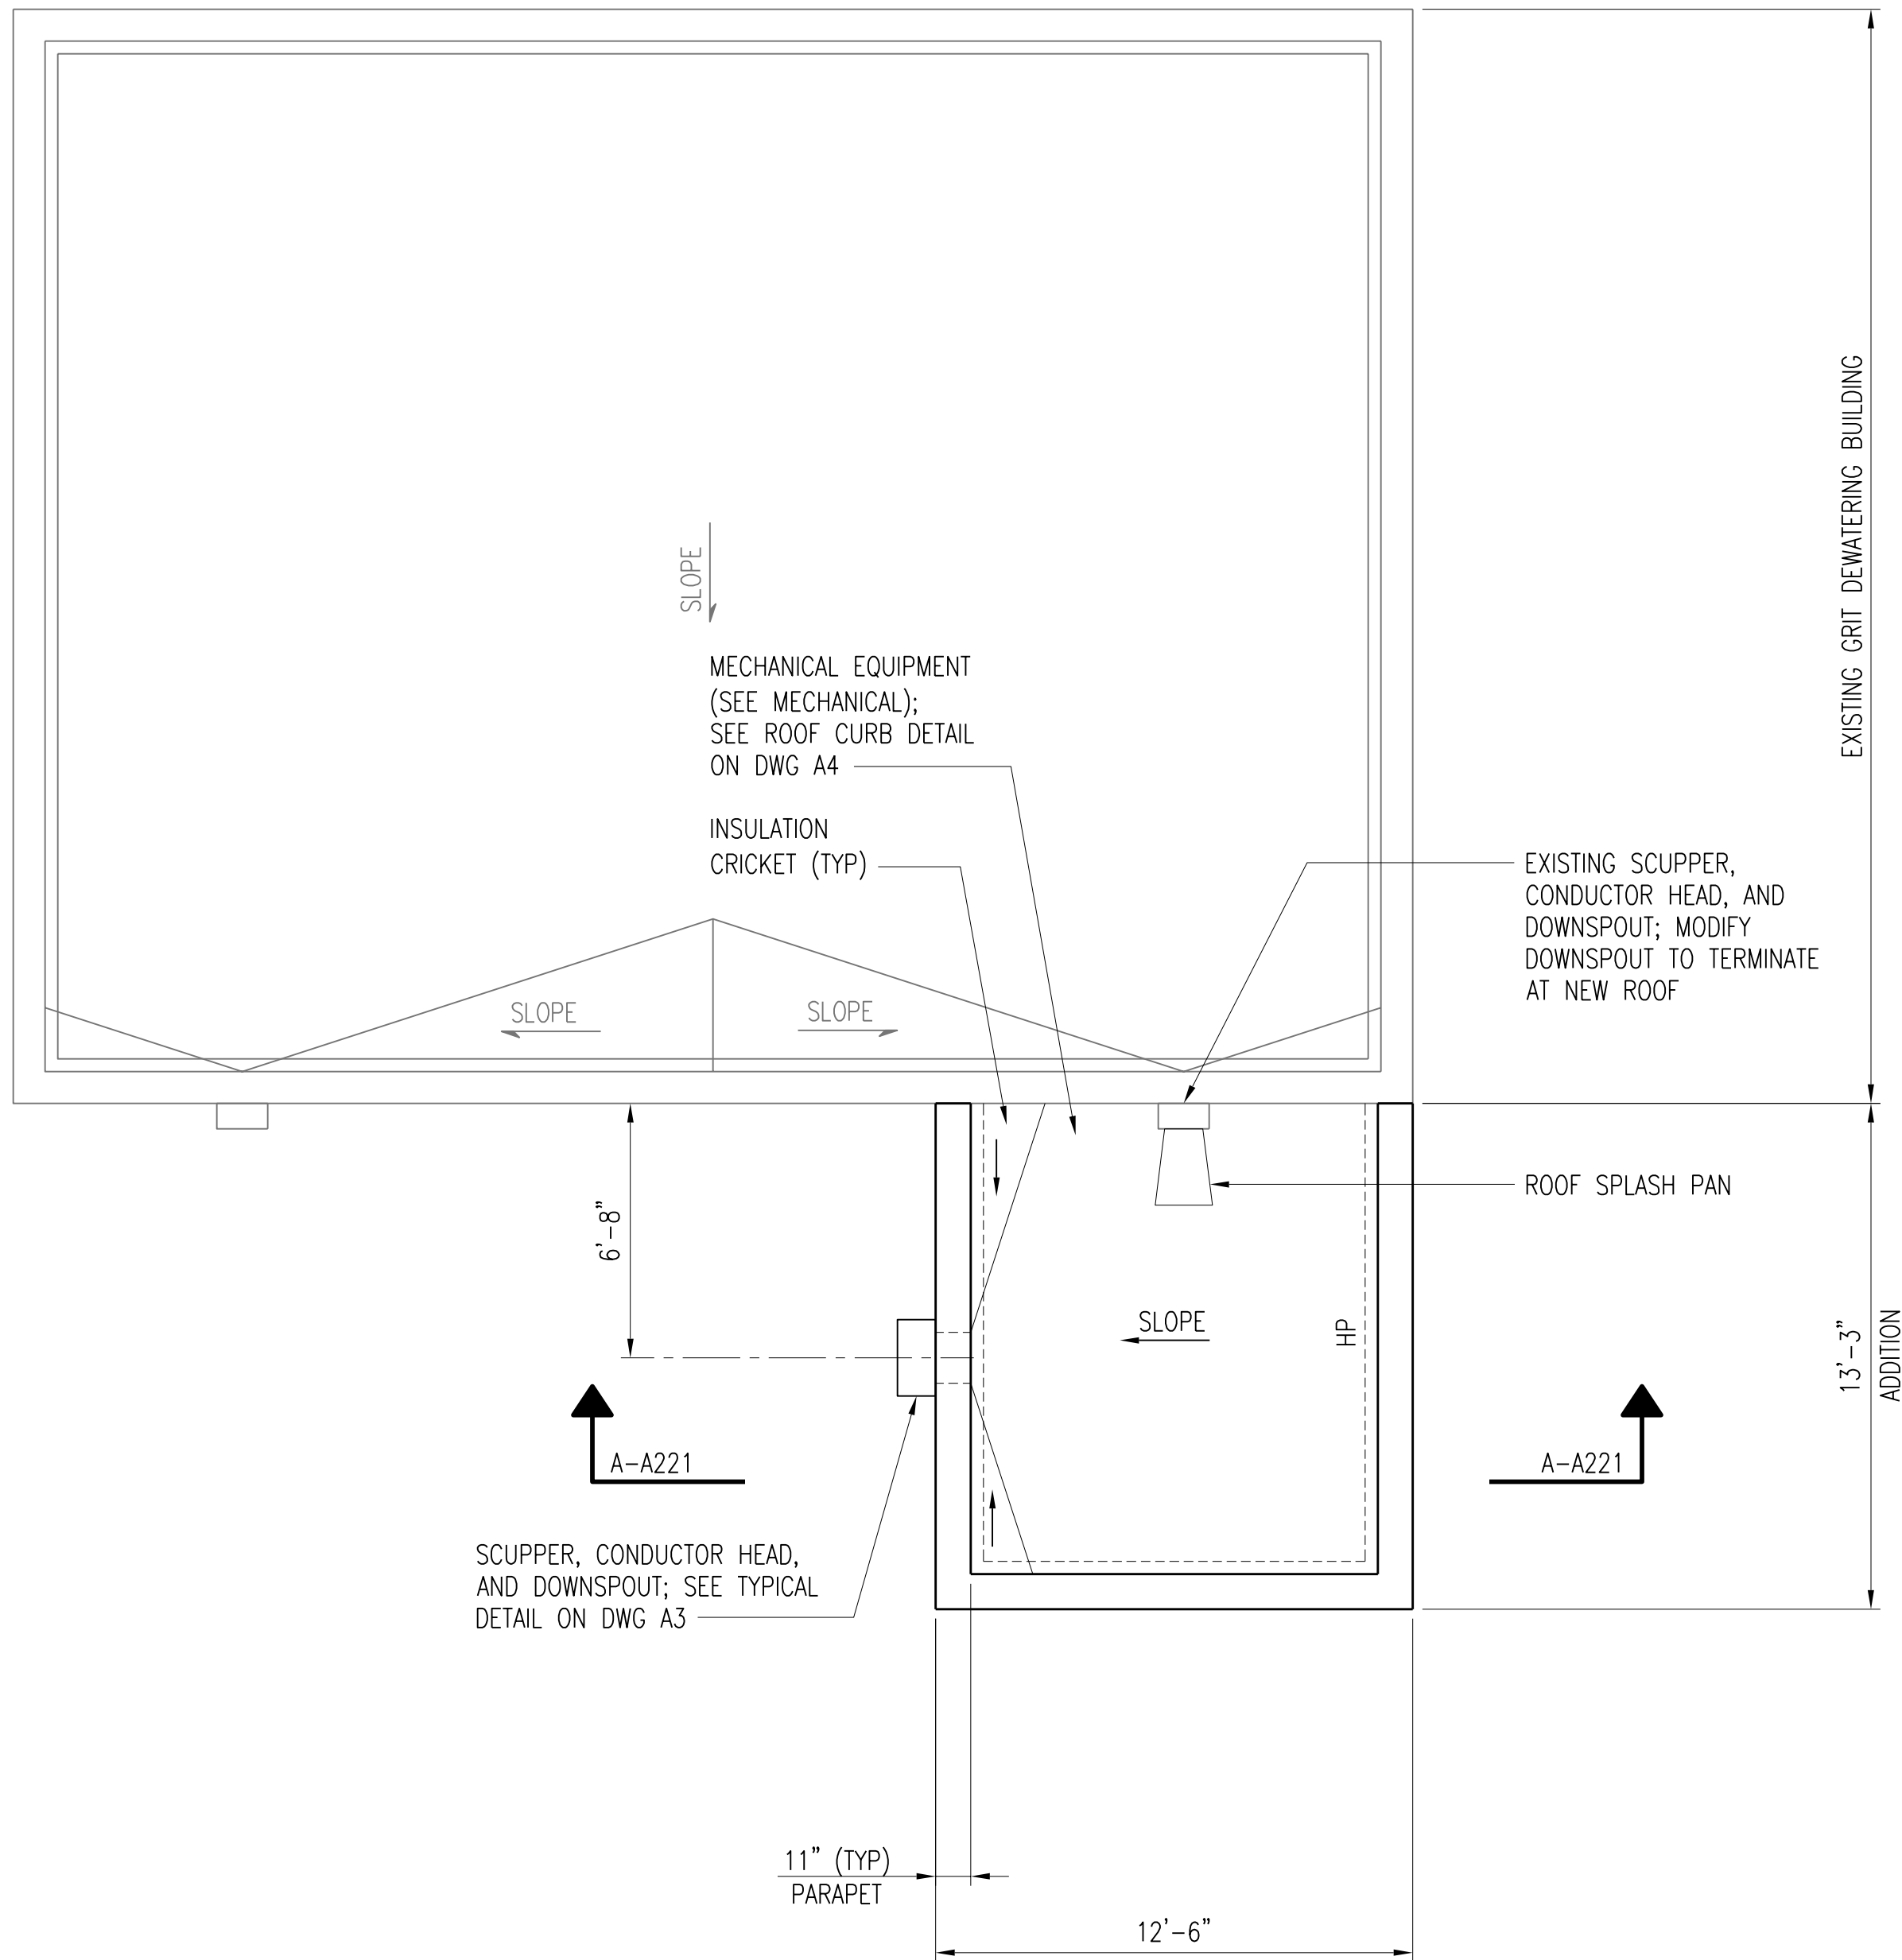 EXISTING GRIT DEWATERING BUILDING
SLOPE
MECHANICAL EQUIPMENT
(SEE MECHANICAL);
SEE ROOF CURB DETAIL
ON DWG A4
INSULATION
CRICKET (TYP)
EXISTING SCUPPER,
CONDUCTOR HEAD, AND
DOWNSPOUT; MODIFY
DOWNSPOUT TO TERMINATE
AT NEW ROOF
SLOPE
SLOPE
ROOF SPLASH PAN
6'-8"
SLOPE
HP
13'-3"
ADDITION
A-A221
A-A221
SCUPPER, CONDUCTOR HEAD,
AND DOWNSPOUT; SEE TYPICAL
DETAIL ON DWG A3
11" (TYP)
PARAPET
12'-6"